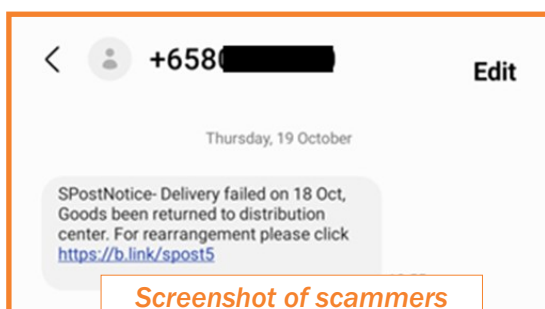 +658
Edit
Thursday, 19 October
SPostNotice- Delivery failed on 18 Oct,
Goods been returned to distribution
center. For rearrangement please click
https://b.link/spost5
Screenshot of scammers